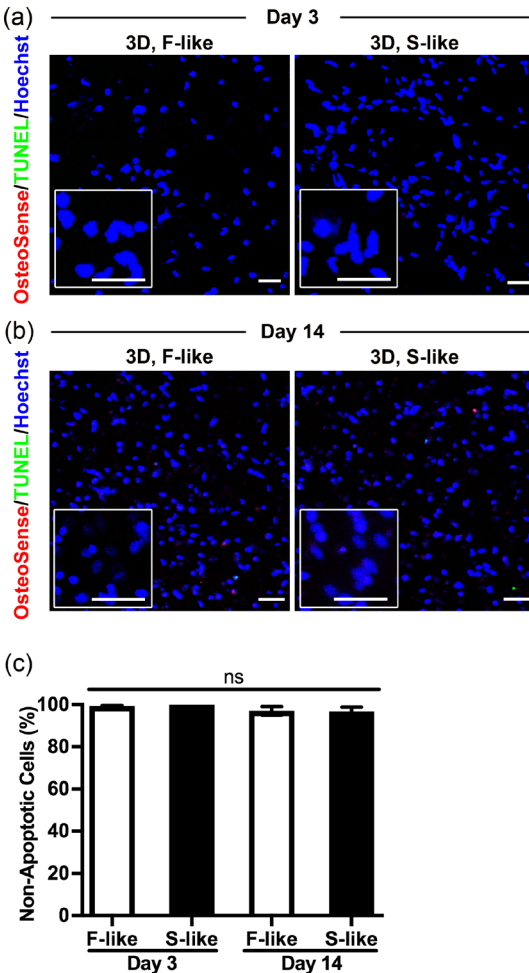 (a)
Day 3
3D, F-like
3D, S-like
OsteoSense/TUNEL/Hoechst
(b)
Day 14
3D, F-like
3D, S-like
OsteoSense/TUNEL/Hoechst
(c)
ns
Non-Apoptotic Cells (%)
100
80
60
40
20
0
F-like S-like F-like S-like
Day 3 Day 14